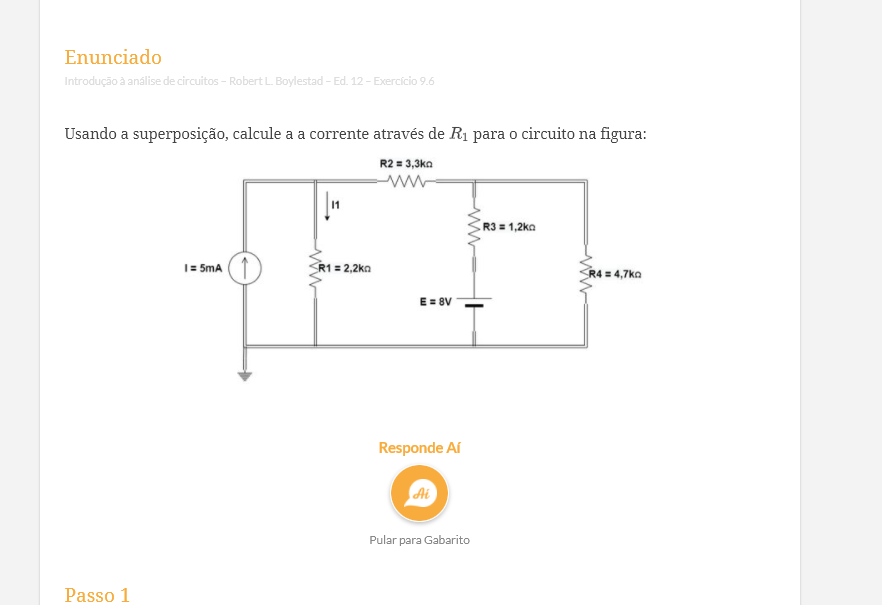 Enunciado
Introdução à análise de circuitos – Robert L. Boylestad – Ed. 12 – Exercício 9.6
Usando a superposição, calcule a a corrente através de R1 para o circuito na figura:
R2 = 3,3kΩ
I1
R3 = 1,2kΩ
I = 5mA
R1 = 2,2kΩ
R4 = 4,7kΩ
E = 8V
Responde Aí
Aí
Pular para Gabarito
Passo 1